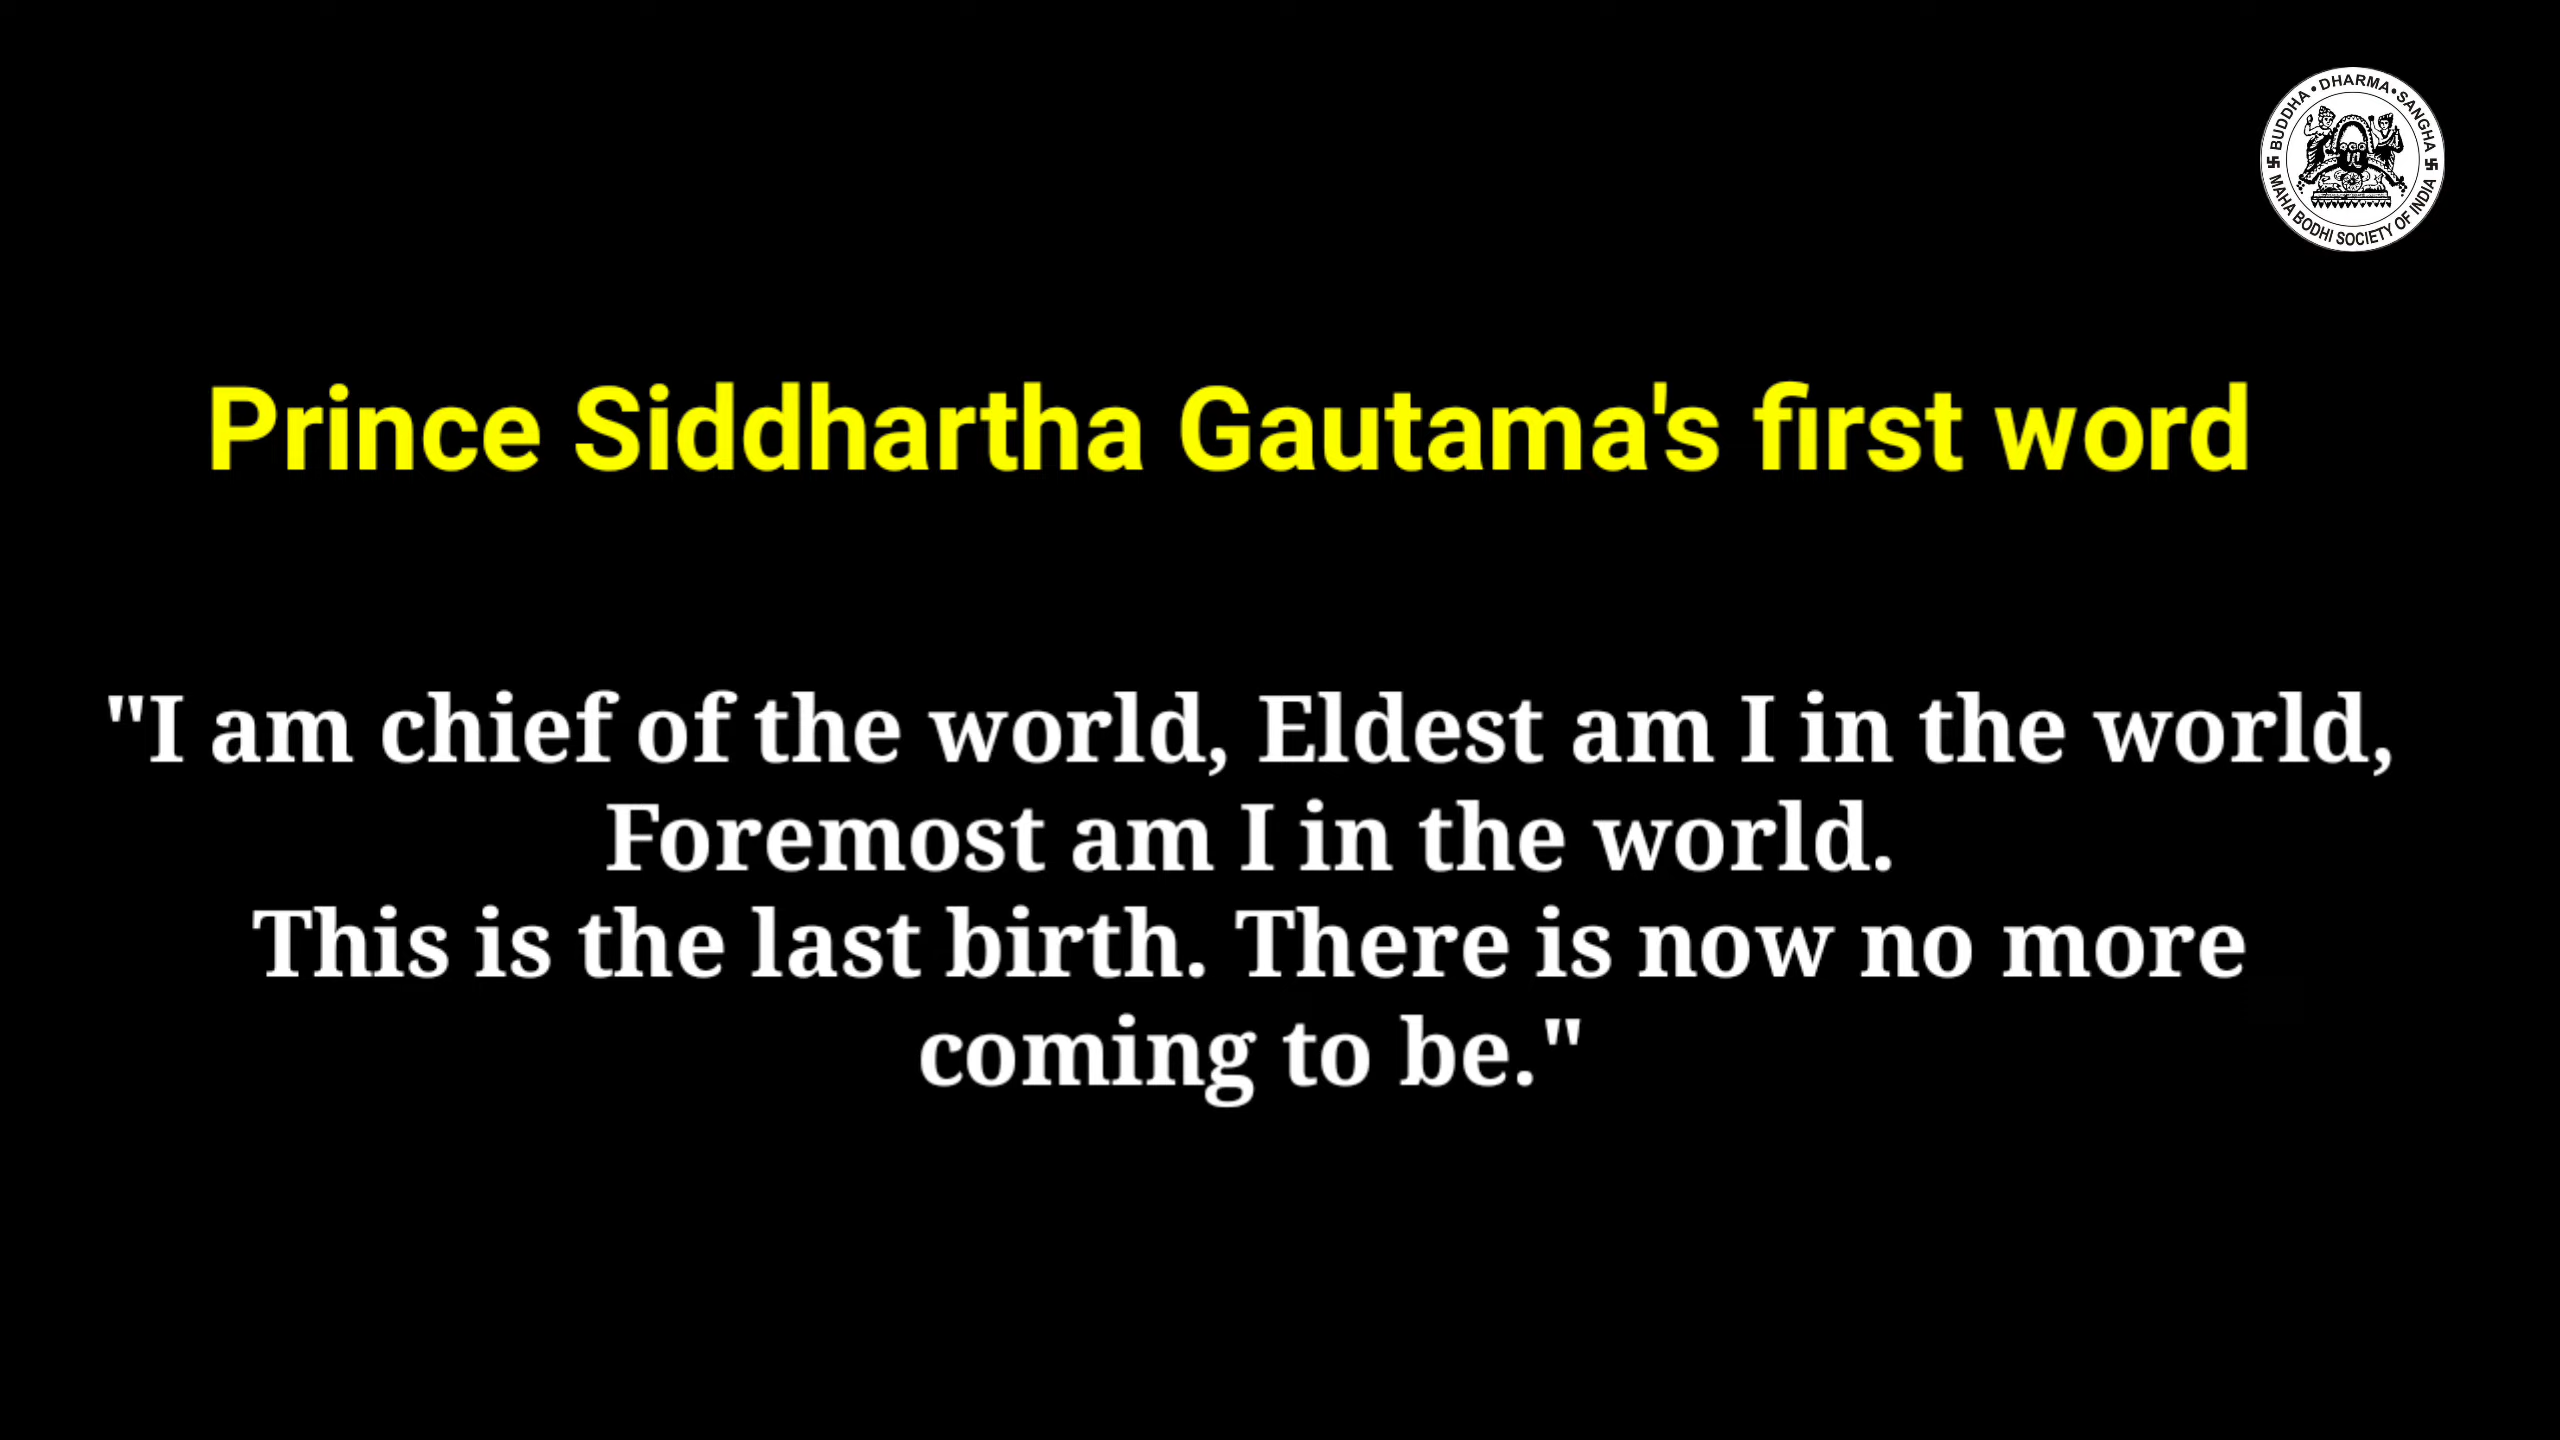 BUDDHA • DHARMA • SANGHA
卐 MAHA BODHI SOCIETY OF INDIA 卐
Prince Siddhartha Gautama's first word
"I am chief of the world, Eldest am I in the world,
Foremost am I in the world.
This is the last birth. There is now no more
coming to be."